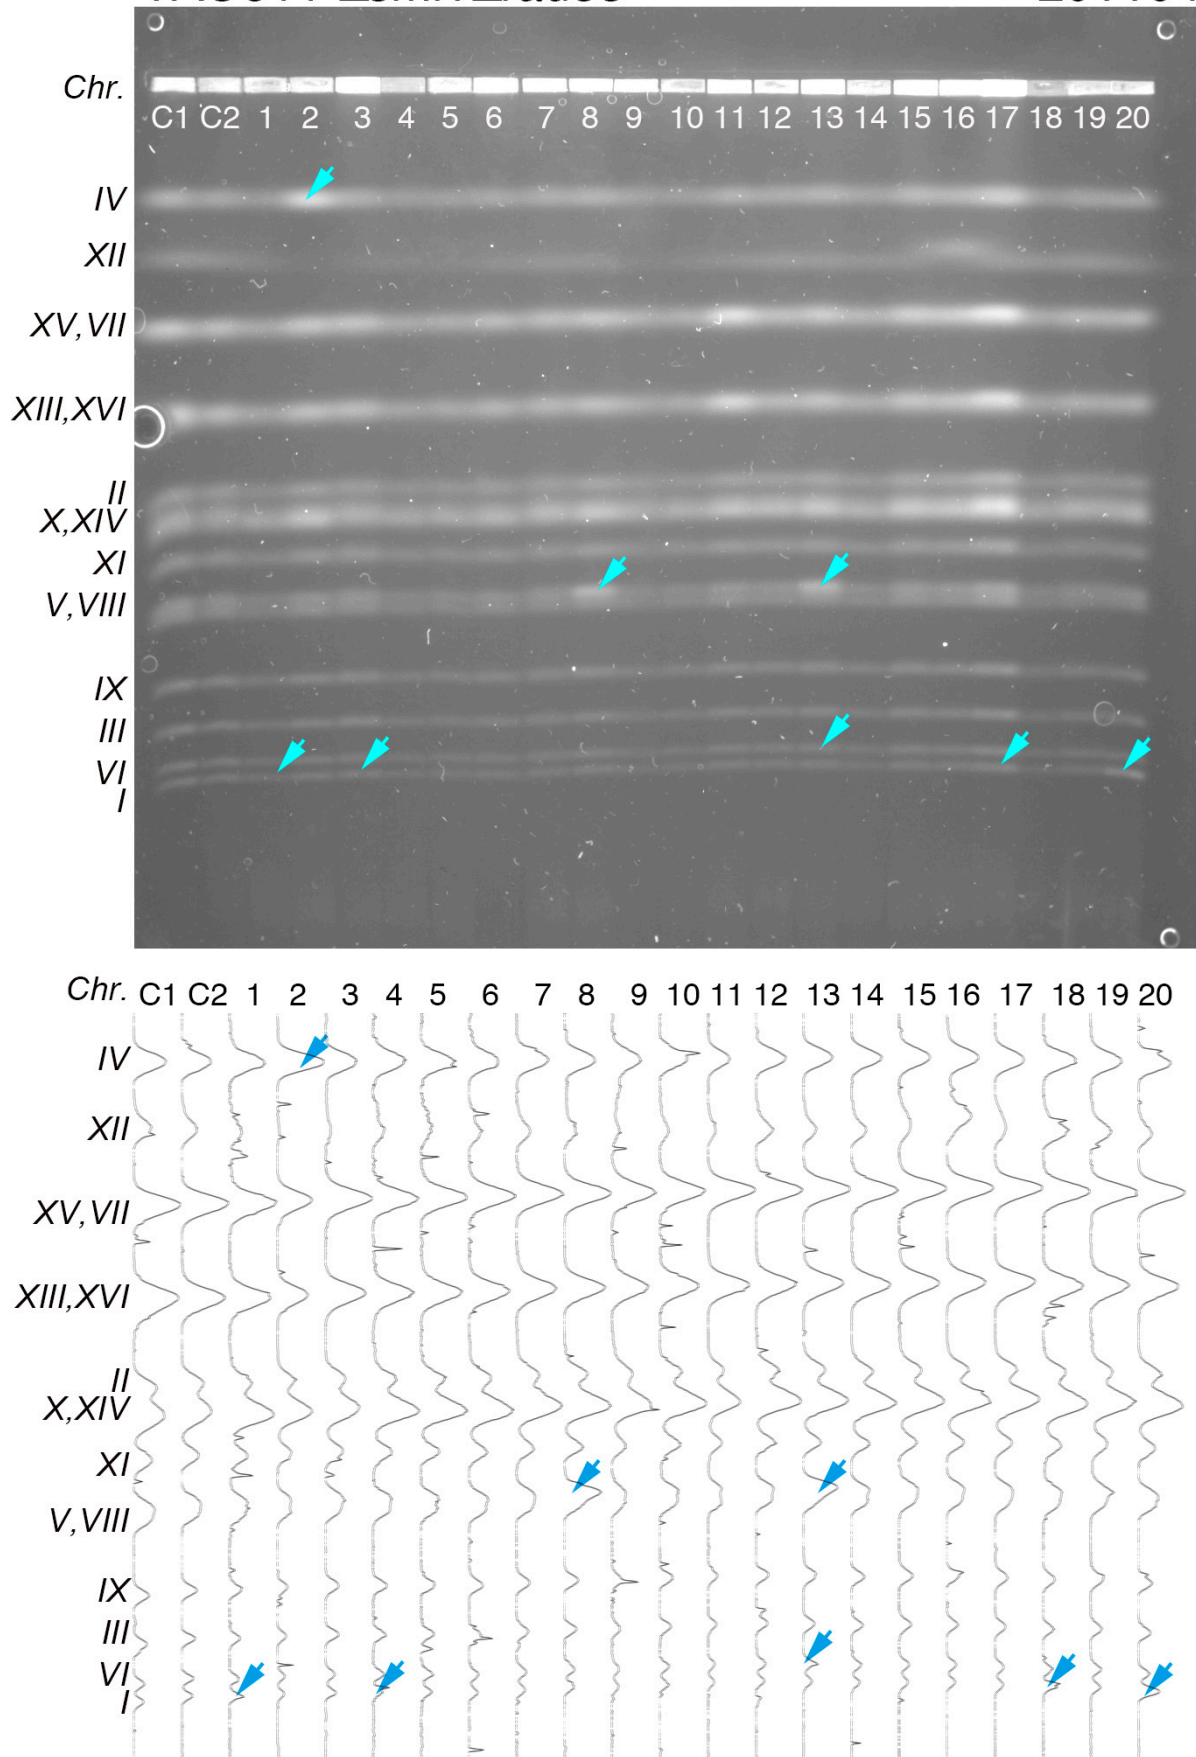 Chr.
C1 C2 1 2 3 4 5 6 7 8 9 10 11 12 13 14 15 16 17 18 19 20
IV
XII
XV,VII
XIII,XVI
II
X,XIV
XI
V,VIII
IX
III
VI
I
Chr. C1 C2 1 2 3 4 5 6 7 8 9 10 11 12 13 14 15 16 17 18 19 20
IV
XII
XV,VII
XIII,XVI
II
X,XIV
XI
V,VIII
IX
III
VI
I